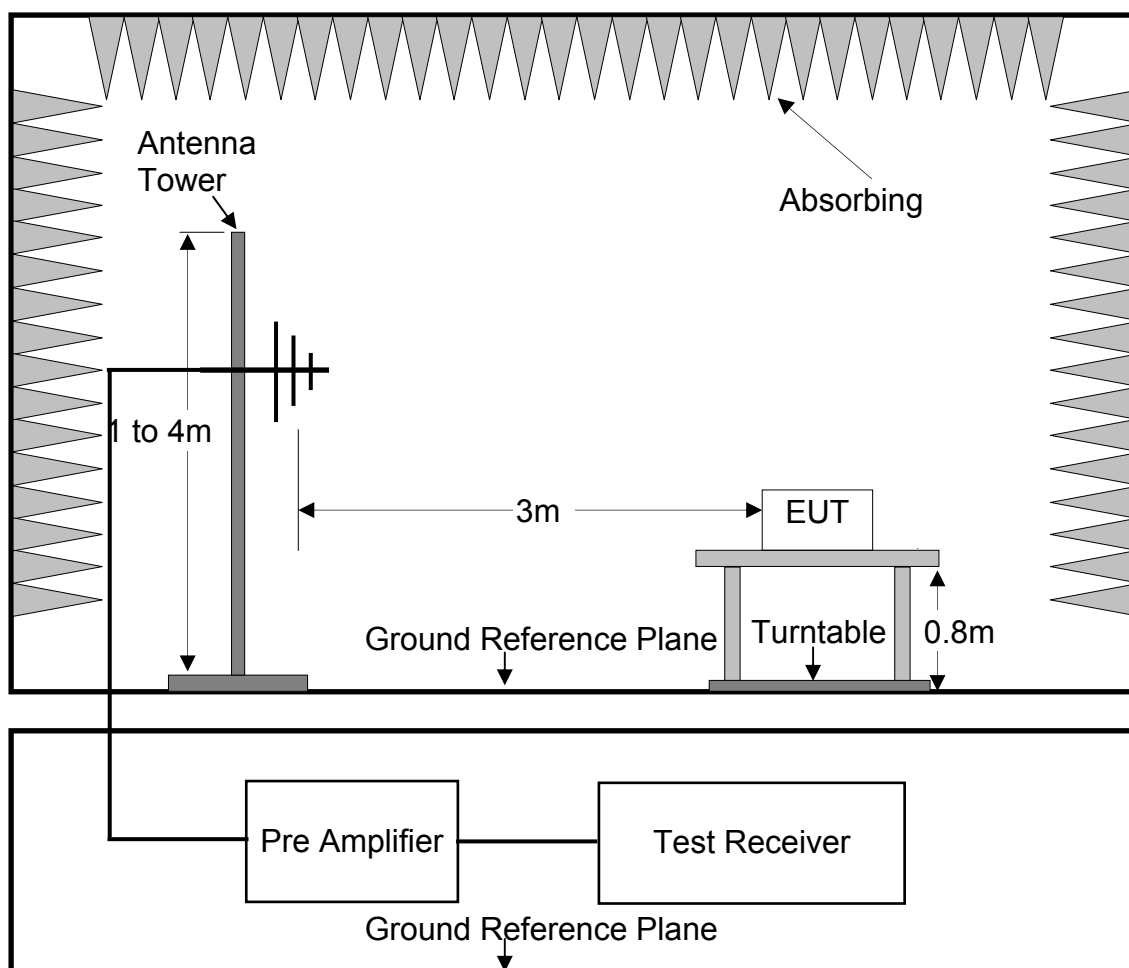 Antenna
Tower
Absorbing
1 to 4m
3m
EUT
Ground Reference Plane
Turntable
0.8m
Pre Amplifier
Test Receiver
Ground Reference Plane